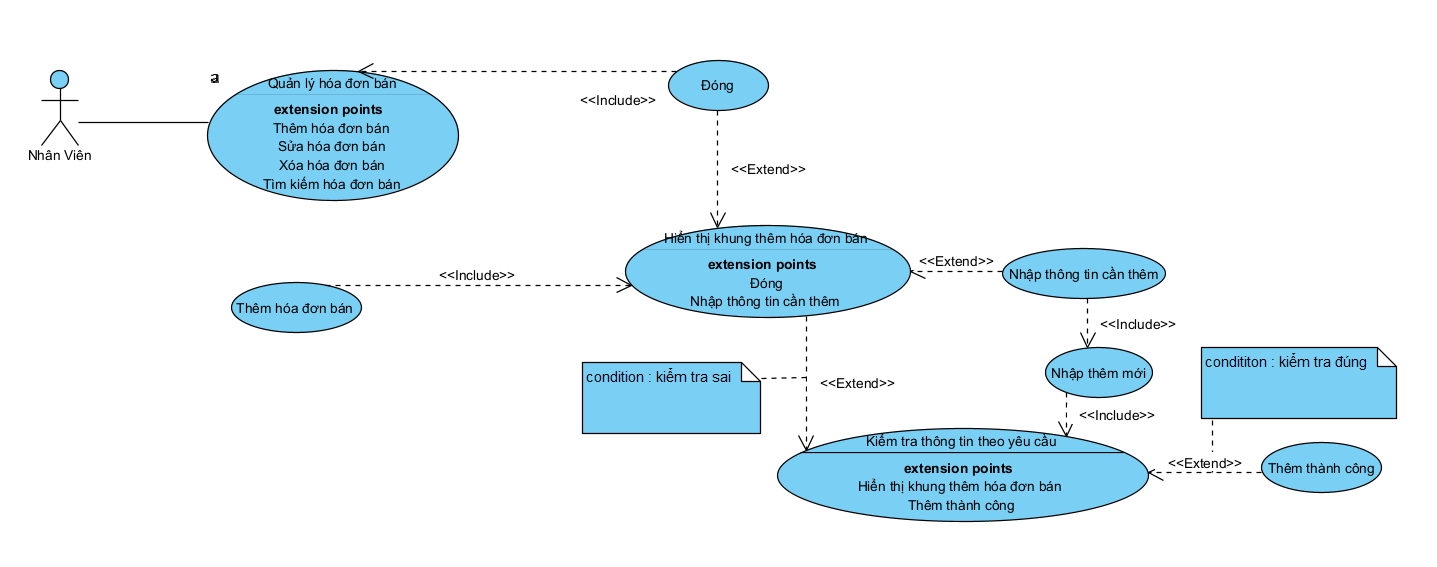 a
Nhân Viên
Quản lý hóa đơn bán
extension points
Thêm hóa đơn bán
Sửa hóa đơn bán
Xóa hóa đơn bán
Tìm kiếm hóa đơn bán
<<Include>>
Đóng
<<Extend>>
Hiển thị khung thêm hóa đơn bán
extension points
Đóng
Nhập thông tin cần thêm
<<Include>>
Thêm hóa đơn bán
<<Extend>>
Nhập thông tin cần thêm
<<Include>>
Nhập thêm mới
<<Include>>
condition : kiểm tra sai
<<Extend>>
conditition : kiểm tra đúng
Kiểm tra thông tin theo yêu cầu
extension points
Hiển thị khung thêm hóa đơn bán
Thêm thành công
<<Extend>>
Thêm thành công